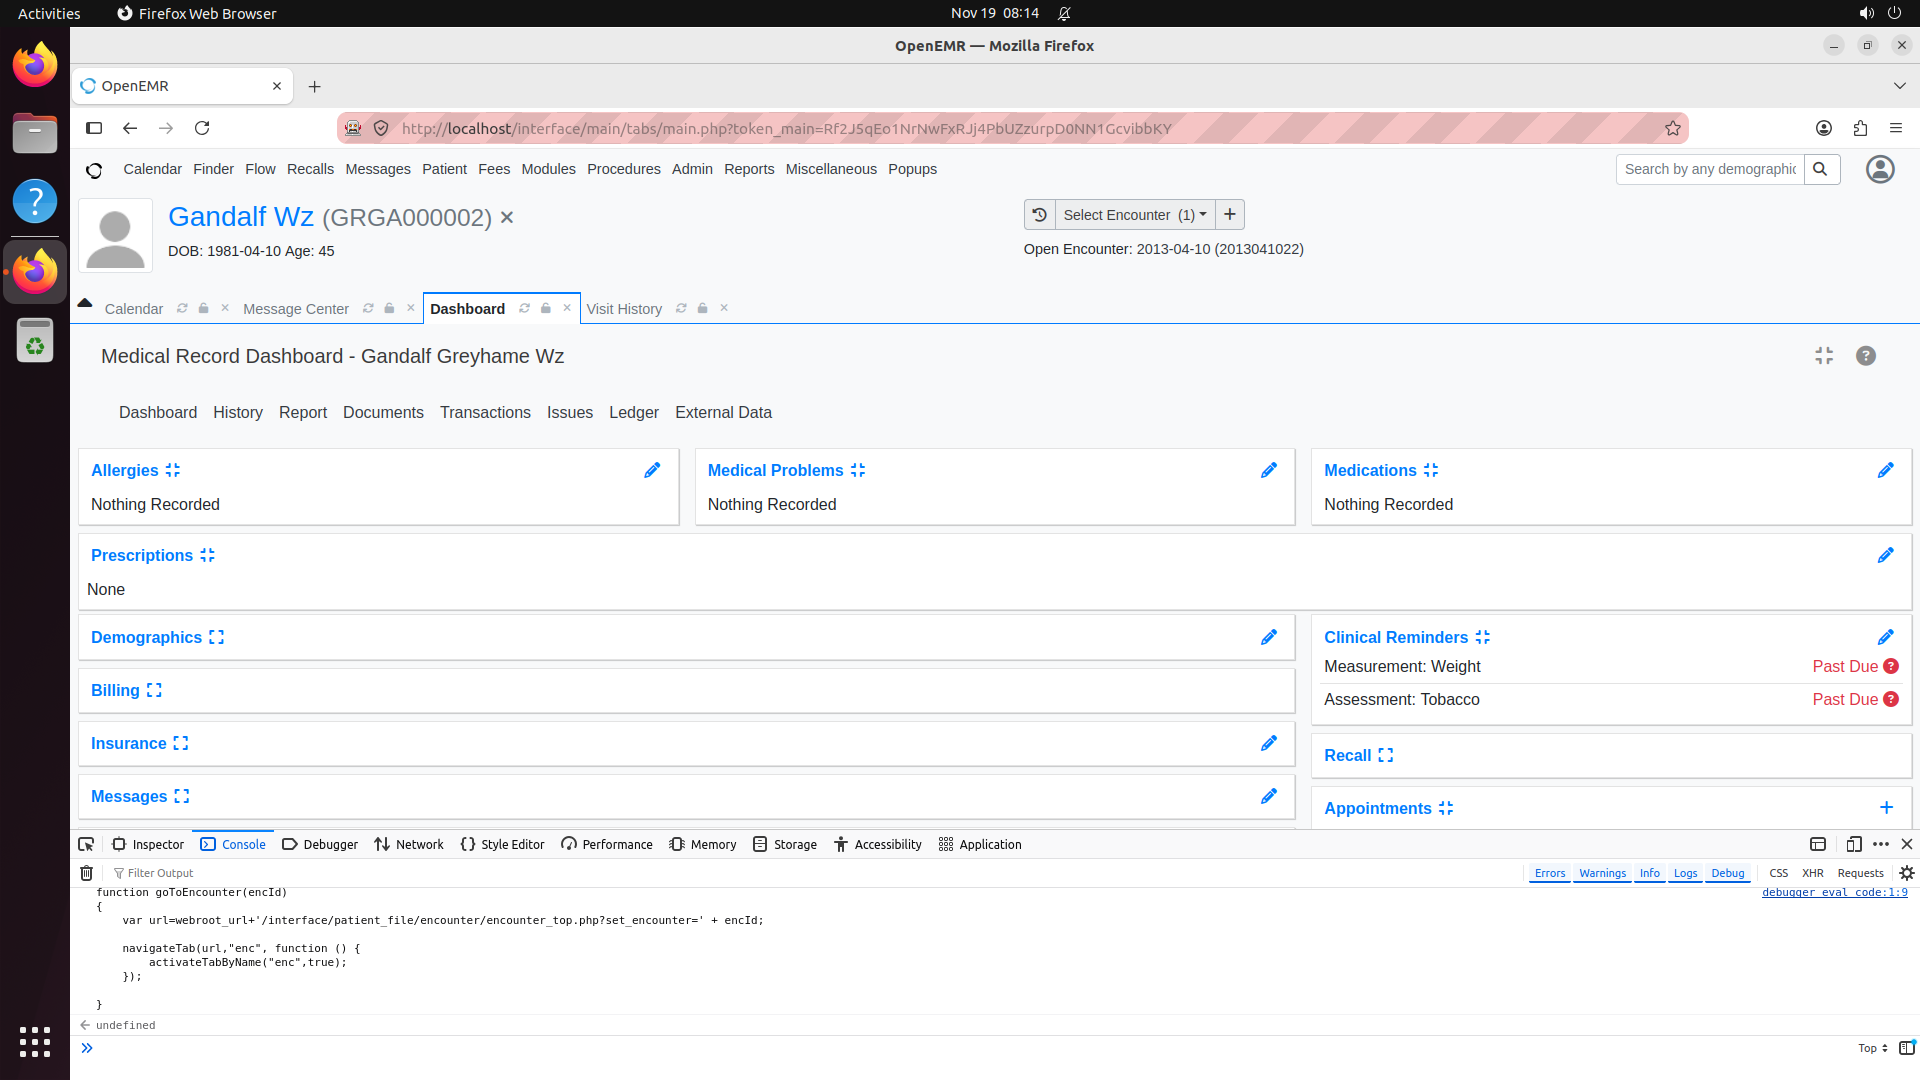 Activities Firefox Web Browser Nov 19 08:14
OpenEMR — Mozilla Firefox
OpenEMR
http://localhost/interface/main/tabs/main.php?token_main=Rf2J5qEo1NrNwFxRJj4PbUZzurpD0NN1GcvibbKY
Calendar Finder Flow Recalls Messages Patient Fees Modules Procedures Admin Reports Miscellaneous Popups Search by any demographic
Gandalf Wz (GRGA000002)
Select Encounter (1)
DOB: 1981-04-10 Age: 45
Open Encounter: 2013-04-10 (2013041022)
Calendar Message Center Dashboard Visit History
Medical Record Dashboard - Gandalf Greyhame Wz
Dashboard History Report Documents Transactions Issues Ledger External Data
Allergies Medical Problems Medications
Nothing Recorded Nothing Recorded Nothing Recorded
Prescriptions
None
Demographics
Clinical Reminders
Measurement: Weight Past Due
Assessment: Tobacco Past Due
Billing
Insurance
Recall
Messages
Appointments
Inspector Console Debugger Network Style Editor Performance Memory Storage Accessibility Application
Filter Output Errors Warnings Info Logs Debug CSS XHR Requests
function goToEncounter(encId) debugger eval code:1:9
{
var url=webroot_url+'/interface/patient_file/encounter/encounter_top.php?set_encounter=' + encId;
navigateTab(url,"enc", function () {
activateTabByName("enc",true);
});
}
undefined
Top